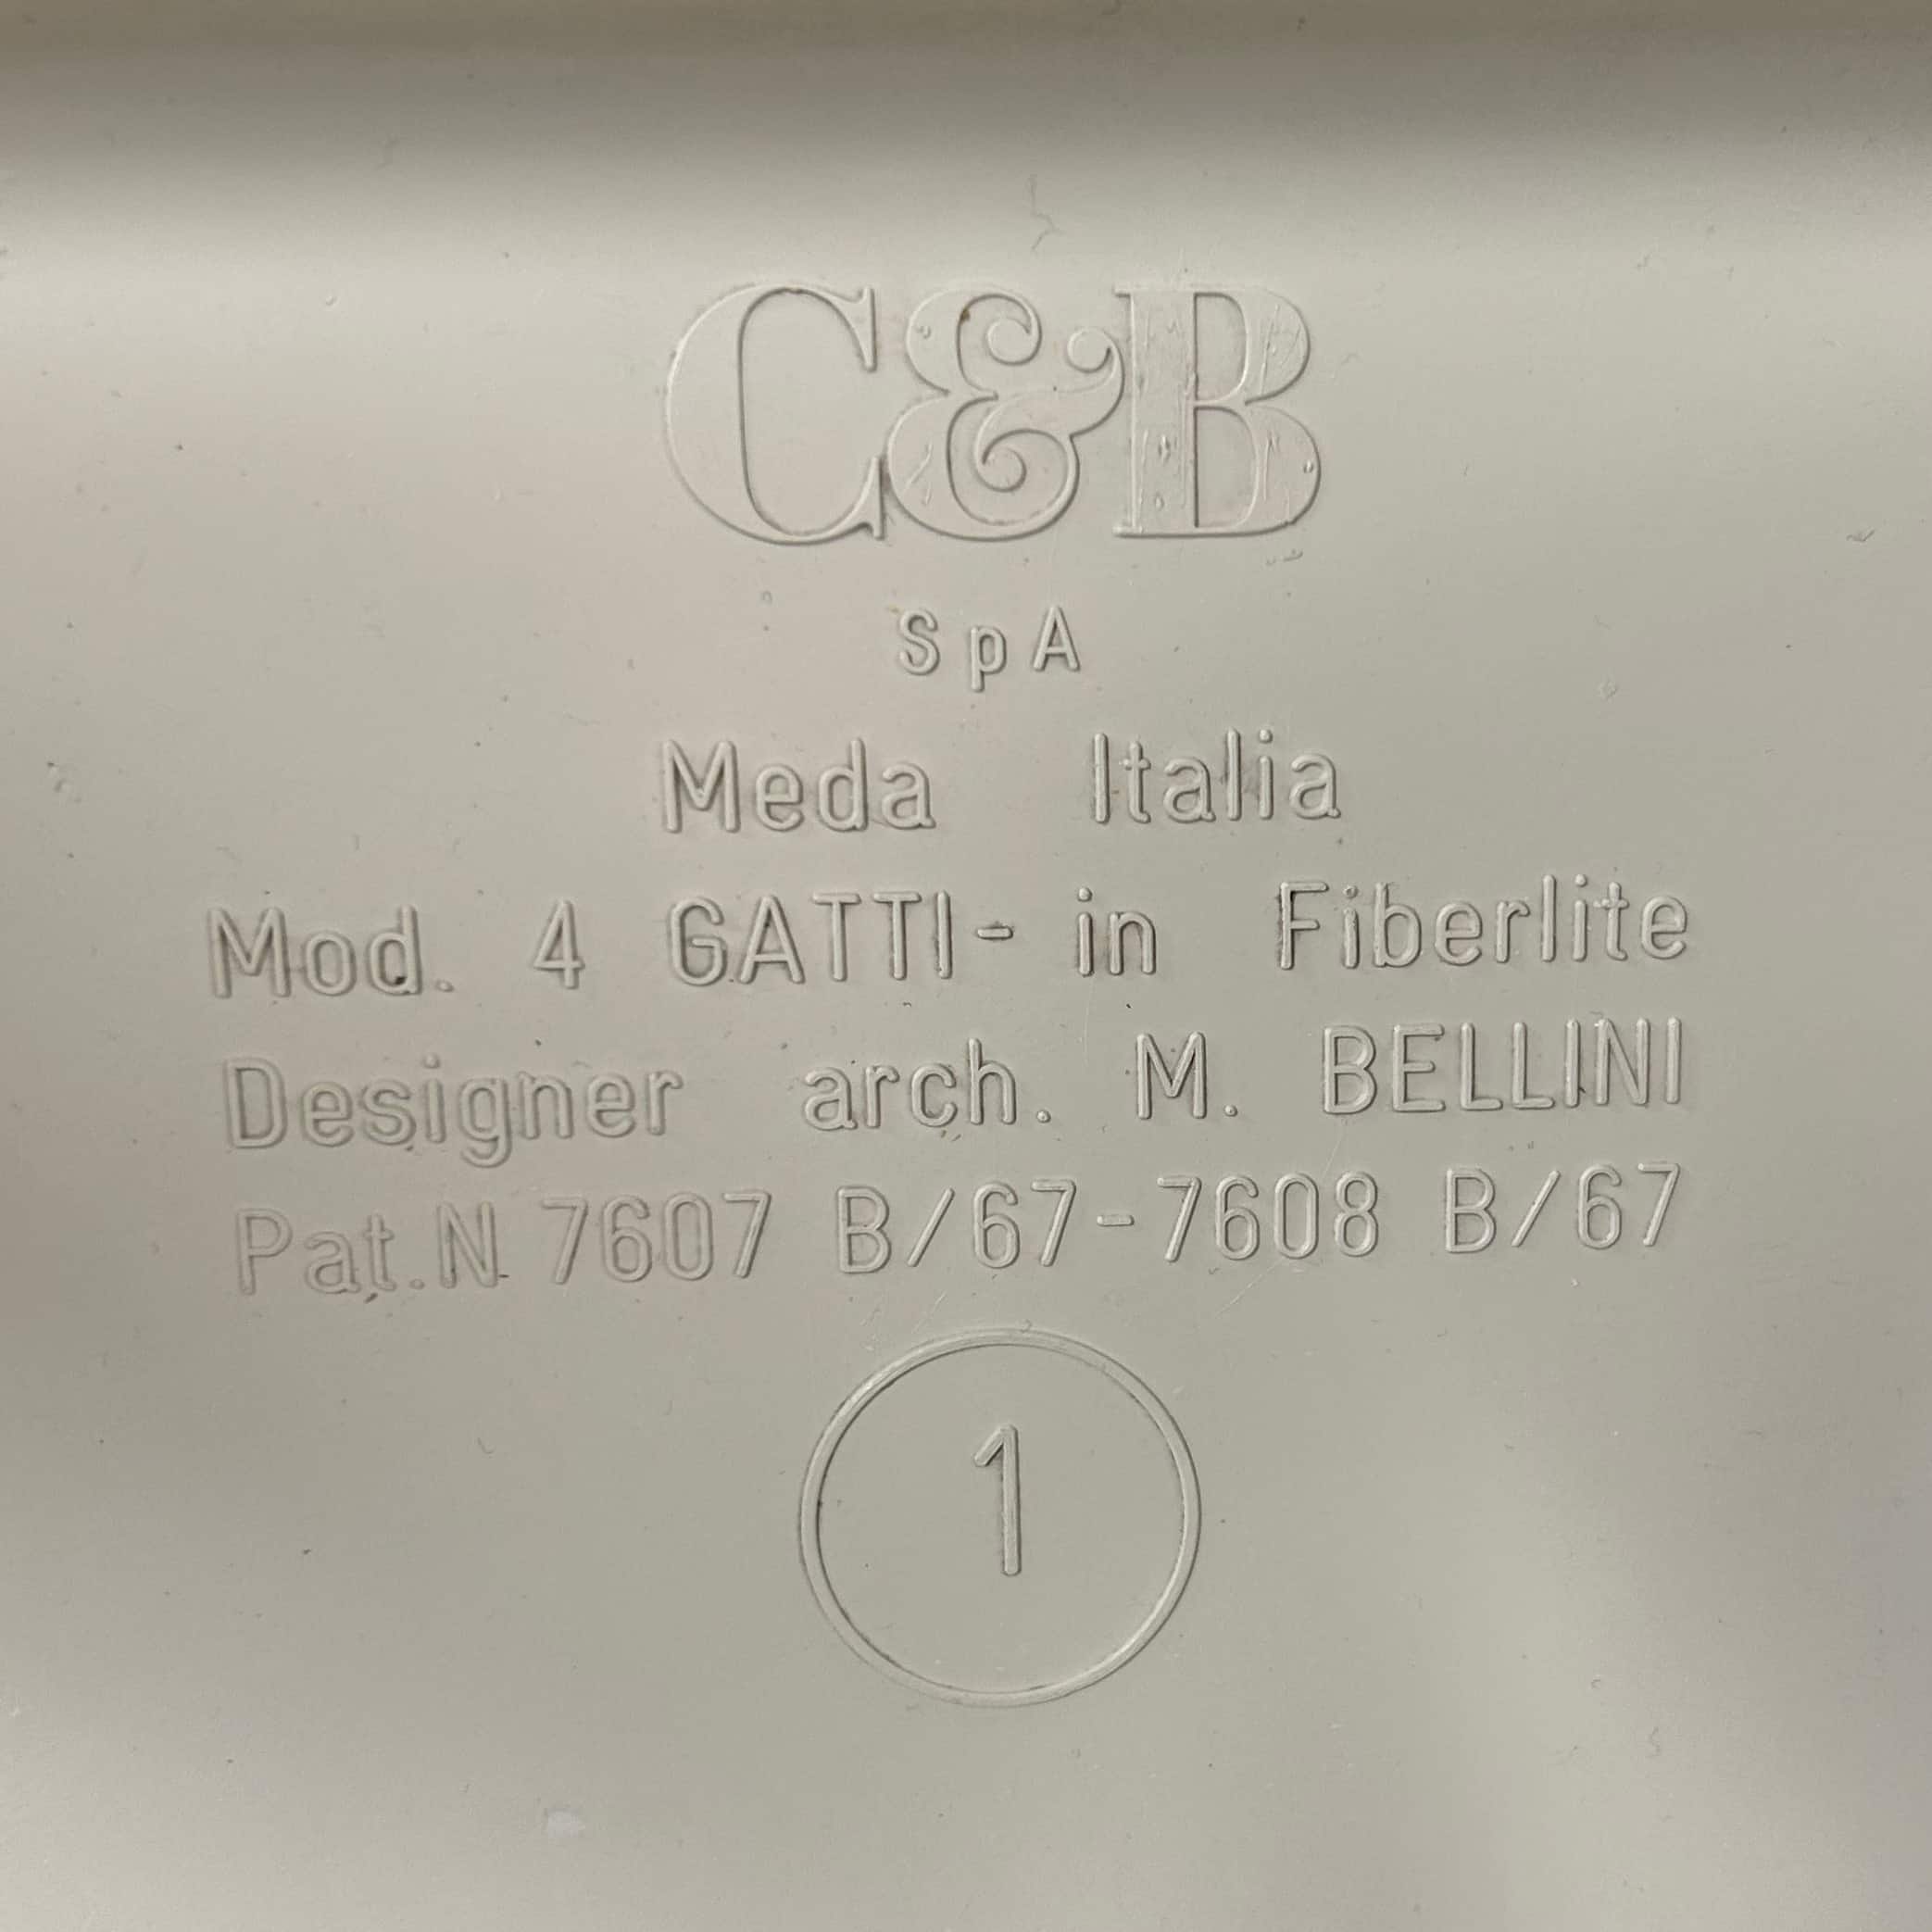 C&B
SpA
Meda Italia
Mod. 4 GATTI - in Fiberlite
Designer arch. M. BELLINI
Pat.N 7607 B/67-7608 B/67
1